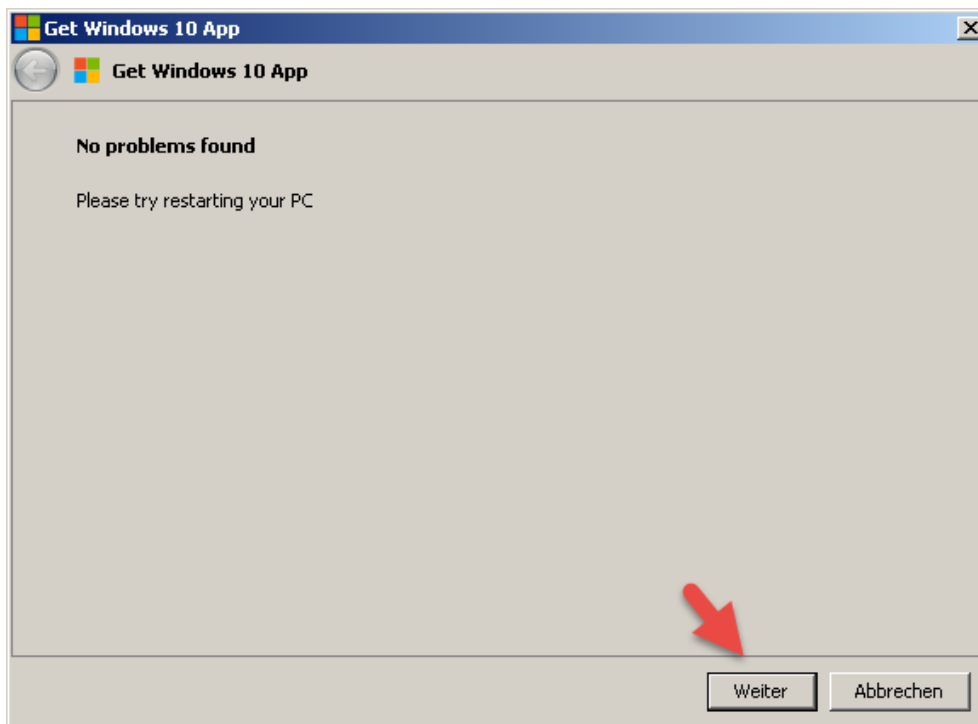 Get Windows 10 App
Get Windows 10 App
No problems found
Please try restarting your PC
Weiter
Abbrechen